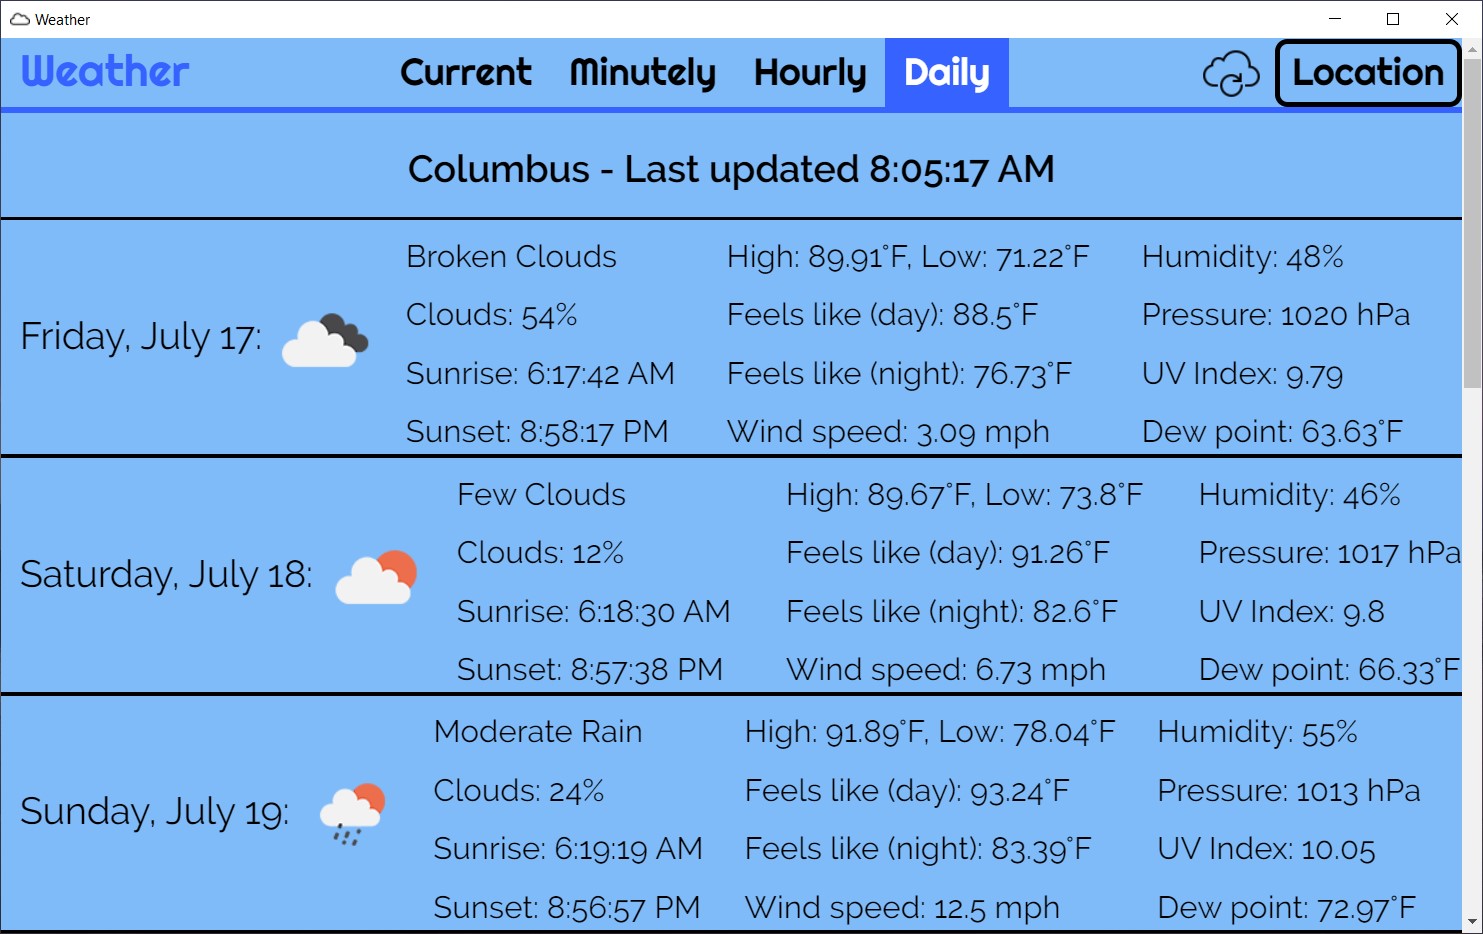 Weather
Weather
Current Minutely Hourly Daily Location
Columbus - Last updated 8:05:17 AM
Friday, July 17:
Broken Clouds
Clouds: 54%
Sunrise: 6:17:42 AM
Sunset: 8:58:17 PM
High: 89.91°F, Low: 71.22°F
Feels like (day): 88.5°F
Feels like (night): 76.73°F
Wind speed: 3.09 mph
Humidity: 48%
Pressure: 1020 hPa
UV Index: 9.79
Dew point: 63.63°F
Saturday, July 18:
Few Clouds
Clouds: 12%
Sunrise: 6:18:30 AM
Sunset: 8:57:38 PM
High: 89.67°F, Low: 73.8°F
Feels like (day): 91.26°F
Feels like (night): 82.6°F
Wind speed: 6.73 mph
Humidity: 46%
Pressure: 1017 hPa
UV Index: 9.8
Dew point: 66.33°F
Sunday, July 19:
Moderate Rain
Clouds: 24%
Sunrise: 6:19:19 AM
Sunset: 8:56:57 PM
High: 91.89°F, Low: 78.04°F
Feels like (day): 93.24°F
Feels like (night): 83.39°F
Wind speed: 12.5 mph
Humidity: 55%
Pressure: 1013 hPa
UV Index: 10.05
Dew point: 72.97°F